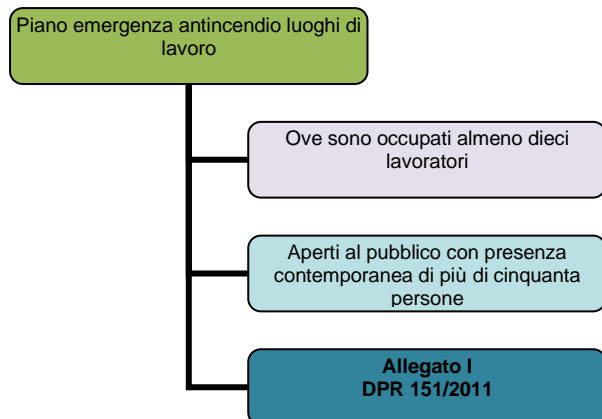 Piano emergenza antincendio luoghi di
lavoro
Ove sono occupati almeno dieci
lavoratori
Aperti al pubblico con presenza
contemporanea di più di cinquanta
persone
Allegato I
DPR 151/2011